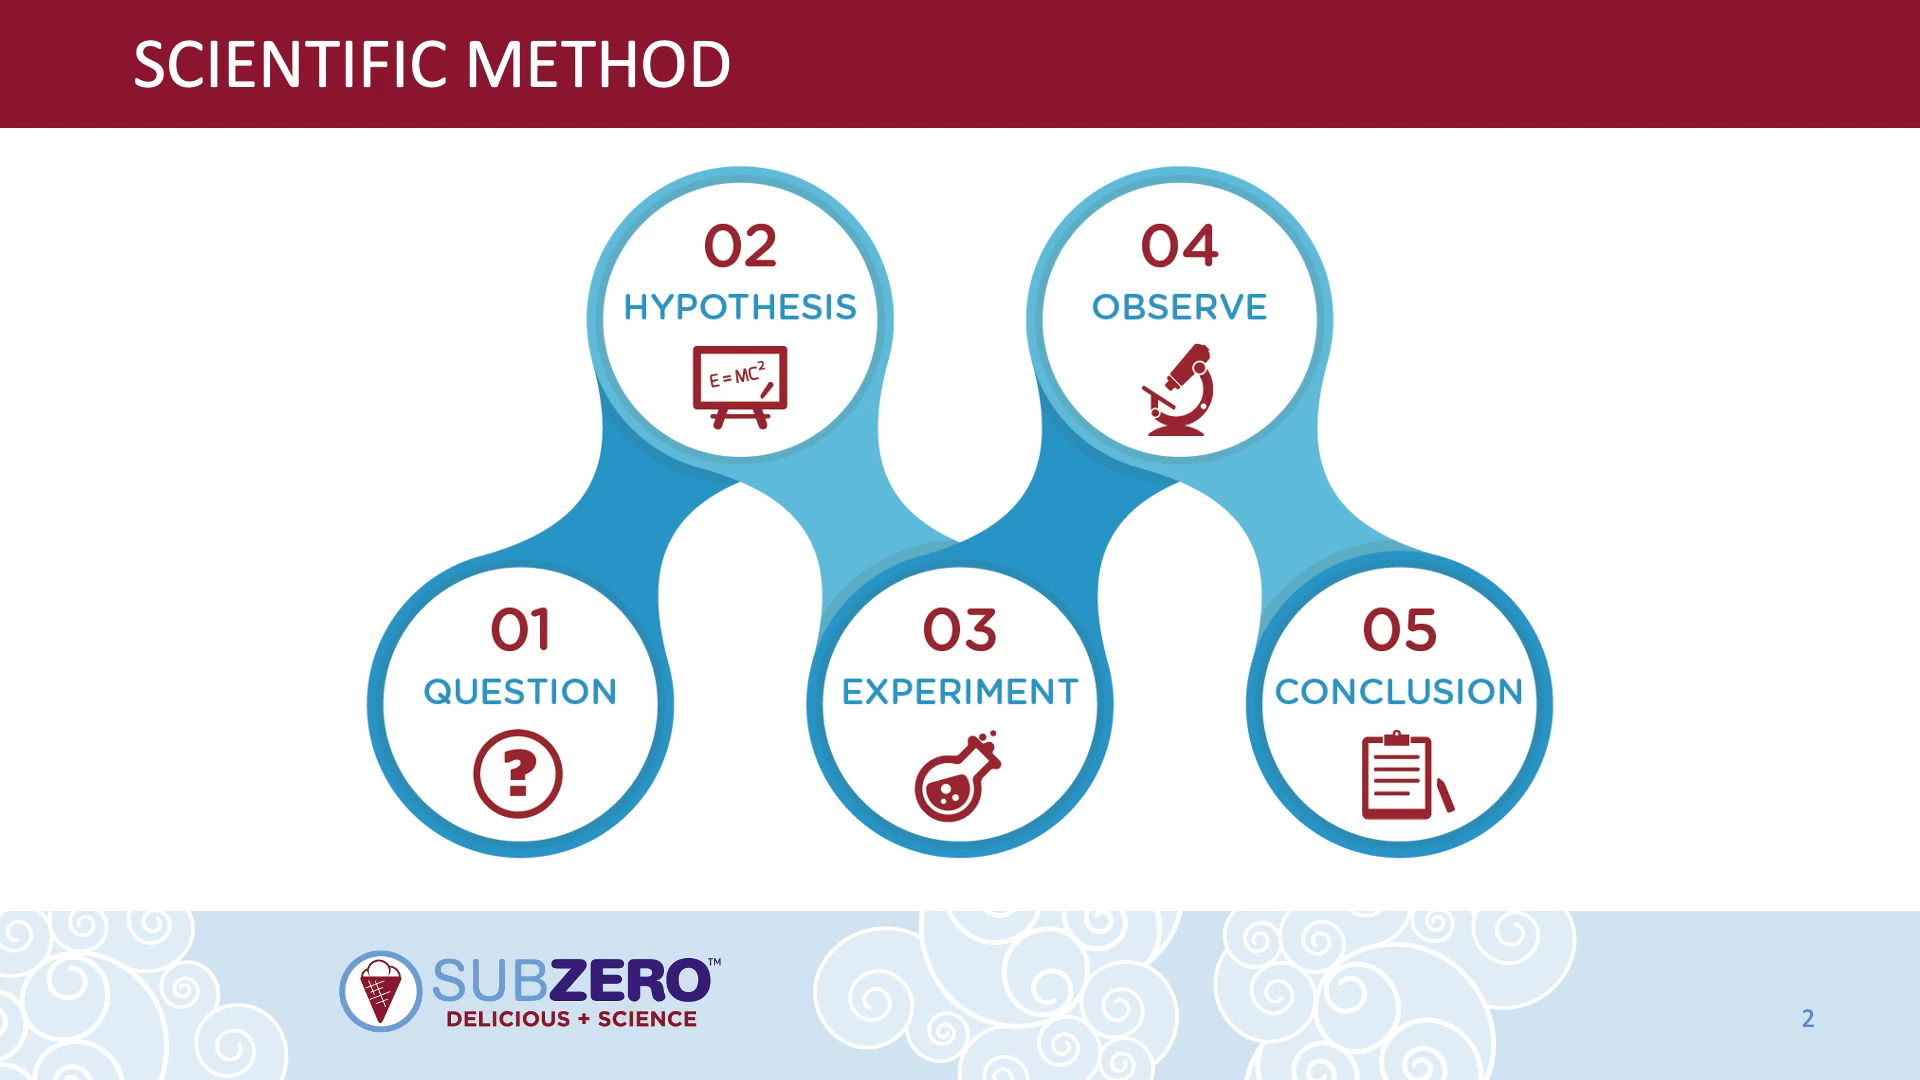 SCIENTIFIC METHOD
01
QUESTION
?
02
HYPOTHESIS
E = MC²
03
EXPERIMENT
04
OBSERVE
05
CONCLUSION
SUBZERO™
DELICIOUS + SCIENCE
2